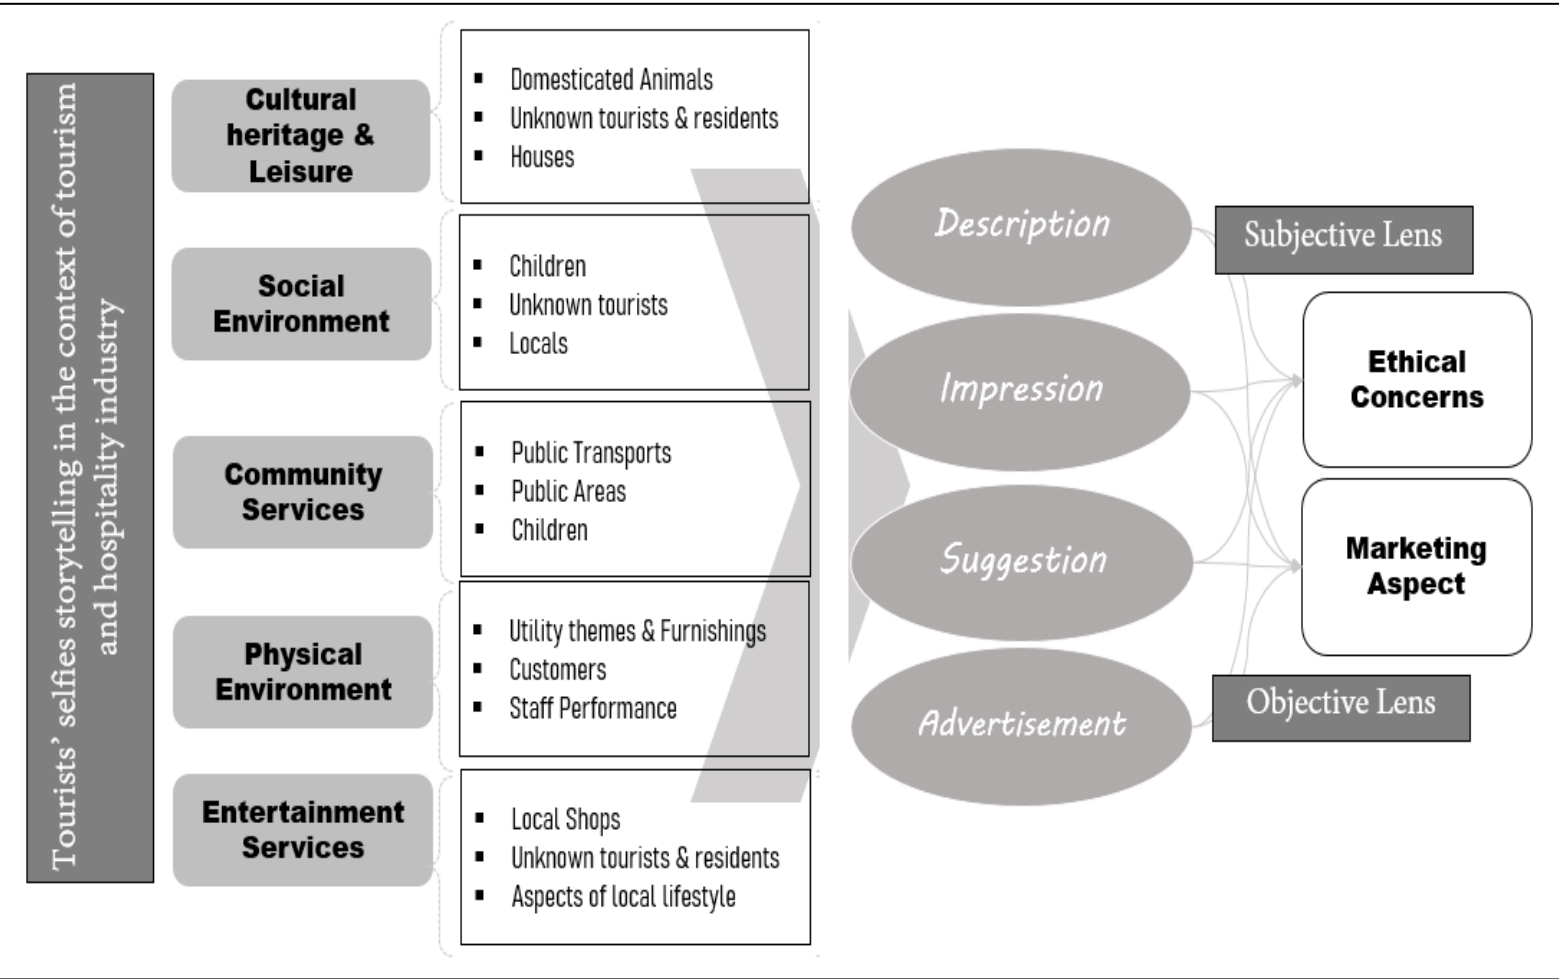 Tourists’ selfies storytelling in the context of tourism
and hospitality industry
Cultural
heritage &
Leisure
▪ Domesticated Animals
▪ Unknown tourists & residents
▪ Houses
Social
Environment
▪ Children
▪ Unknown tourists
▪ Locals
Community
Services
▪ Public Transports
▪ Public Areas
▪ Children
Physical
Environment
▪ Utility themes & Furnishings
▪ Customers
▪ Staff Performance
Entertainment
Services
▪ Local Shops
▪ Unknown tourists & residents
▪ Aspects of local lifestyle
Description
Impression
Suggestion
Advertisement
Subjective Lens
Ethical
Concerns
Marketing
Aspect
Objective Lens